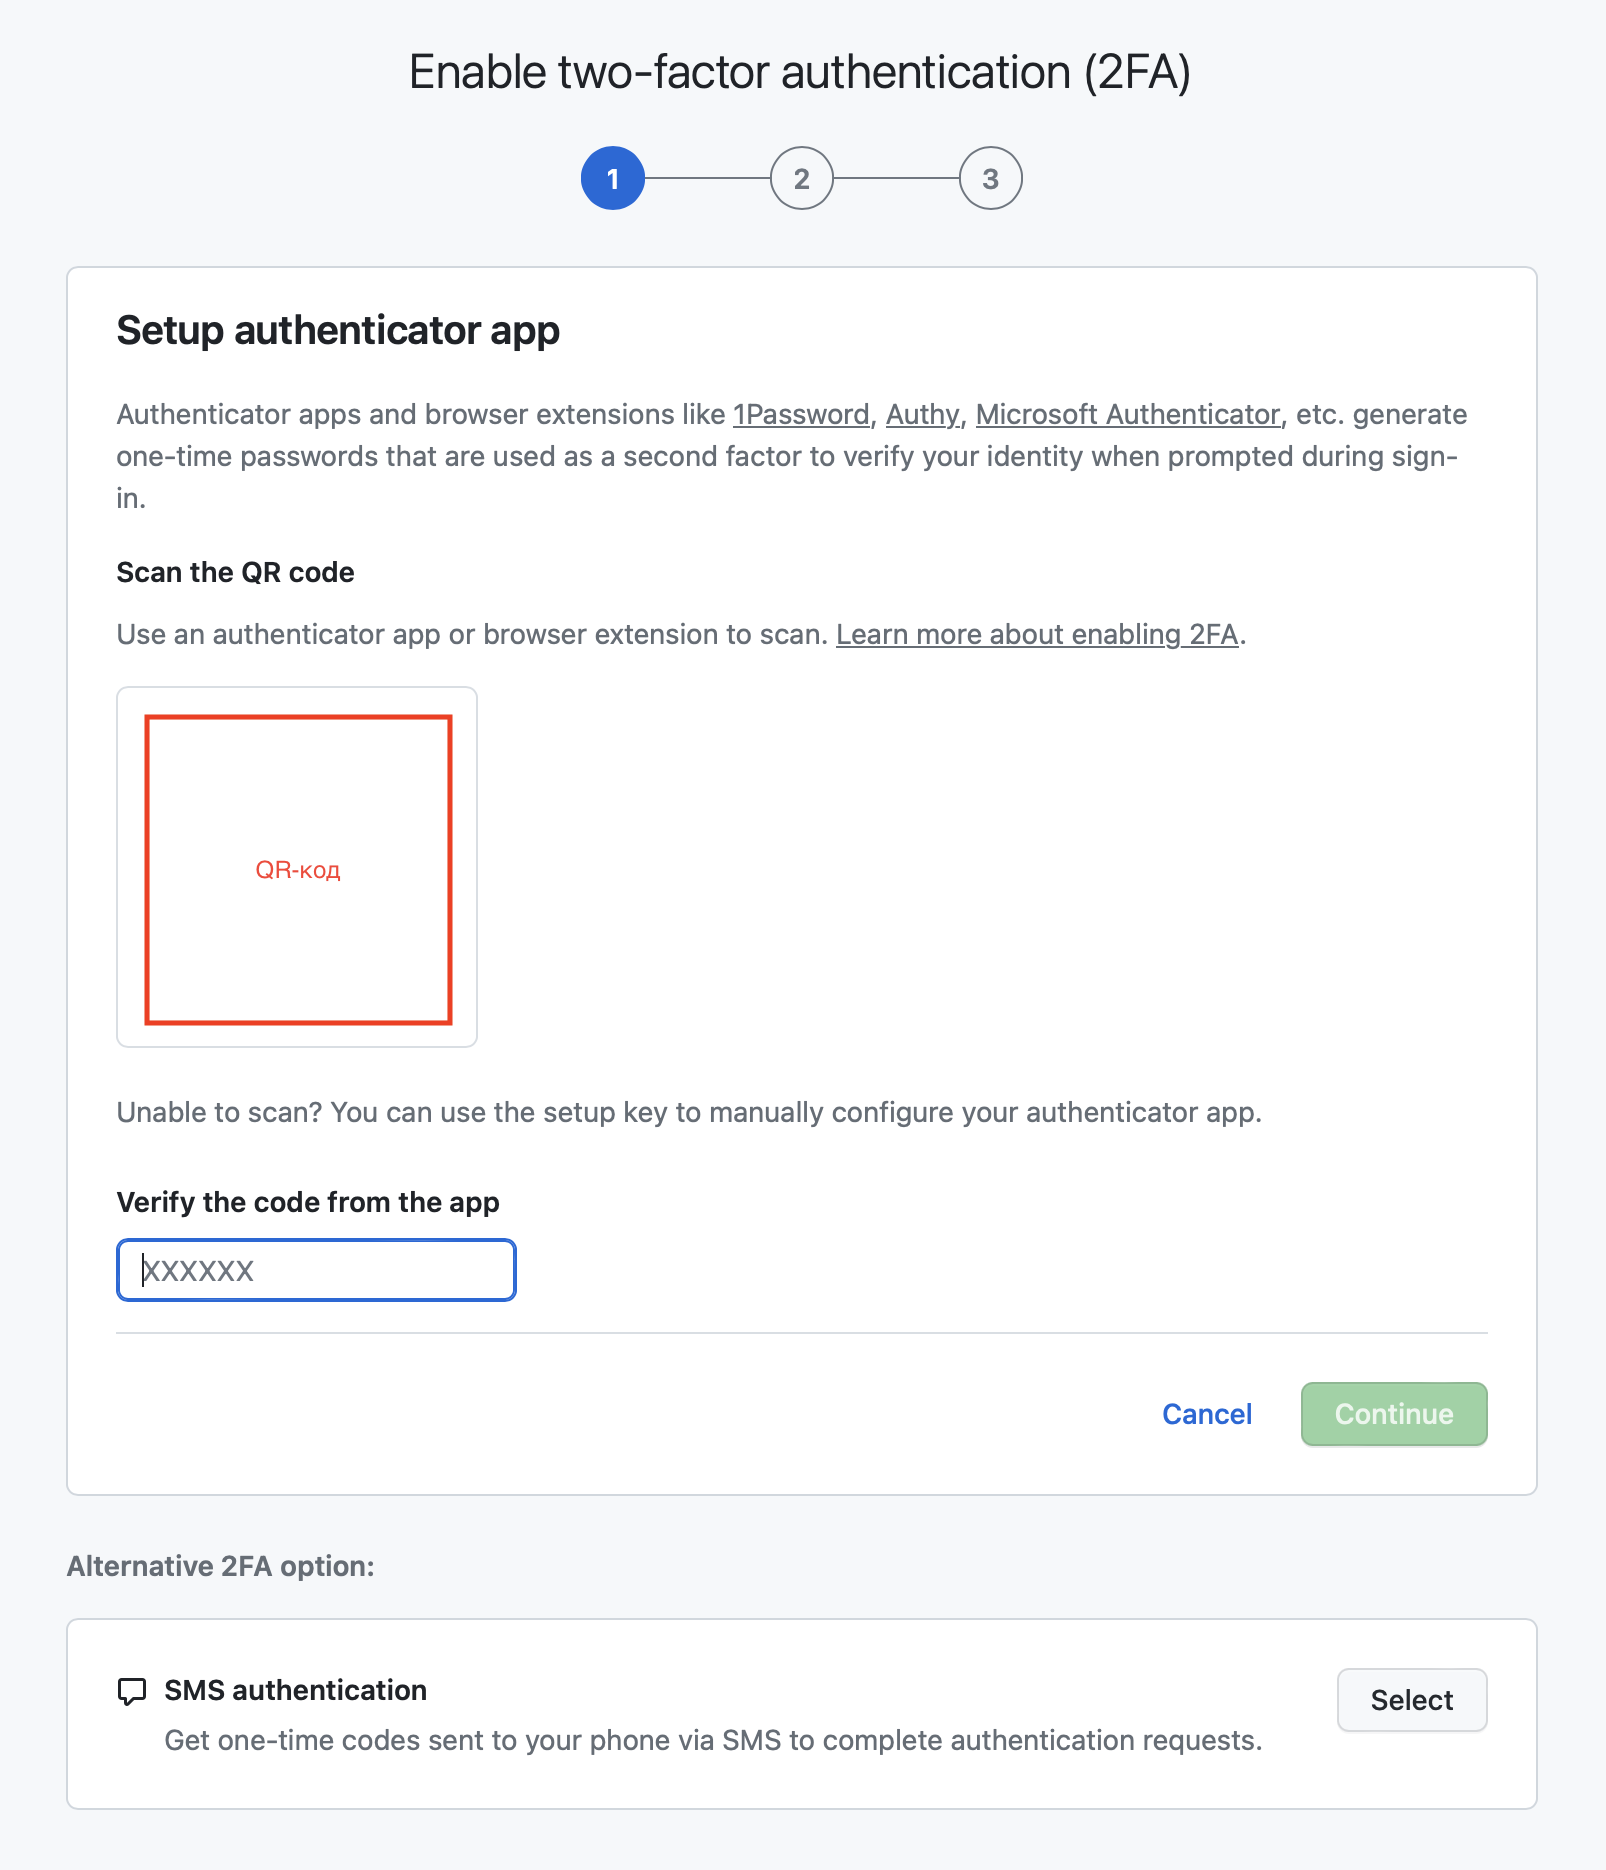 Enable two-factor authentication (2FA)
1
2
3
Setup authenticator app
Authenticator apps and browser extensions like 1Password, Authy, Microsoft Authenticator, etc. generate
one-time passwords that are used as a second factor to verify your identity when prompted during sign-
in.
Scan the QR code
Use an authenticator app or browser extension to scan. Learn more about enabling 2FA.
QR-код
Unable to scan? You can use the setup key to manually configure your authenticator app.
Verify the code from the app
XXXXXX
Cancel
Continue
Alternative 2FA option:
SMS authentication
Select
Get one-time codes sent to your phone via SMS to complete authentication requests.